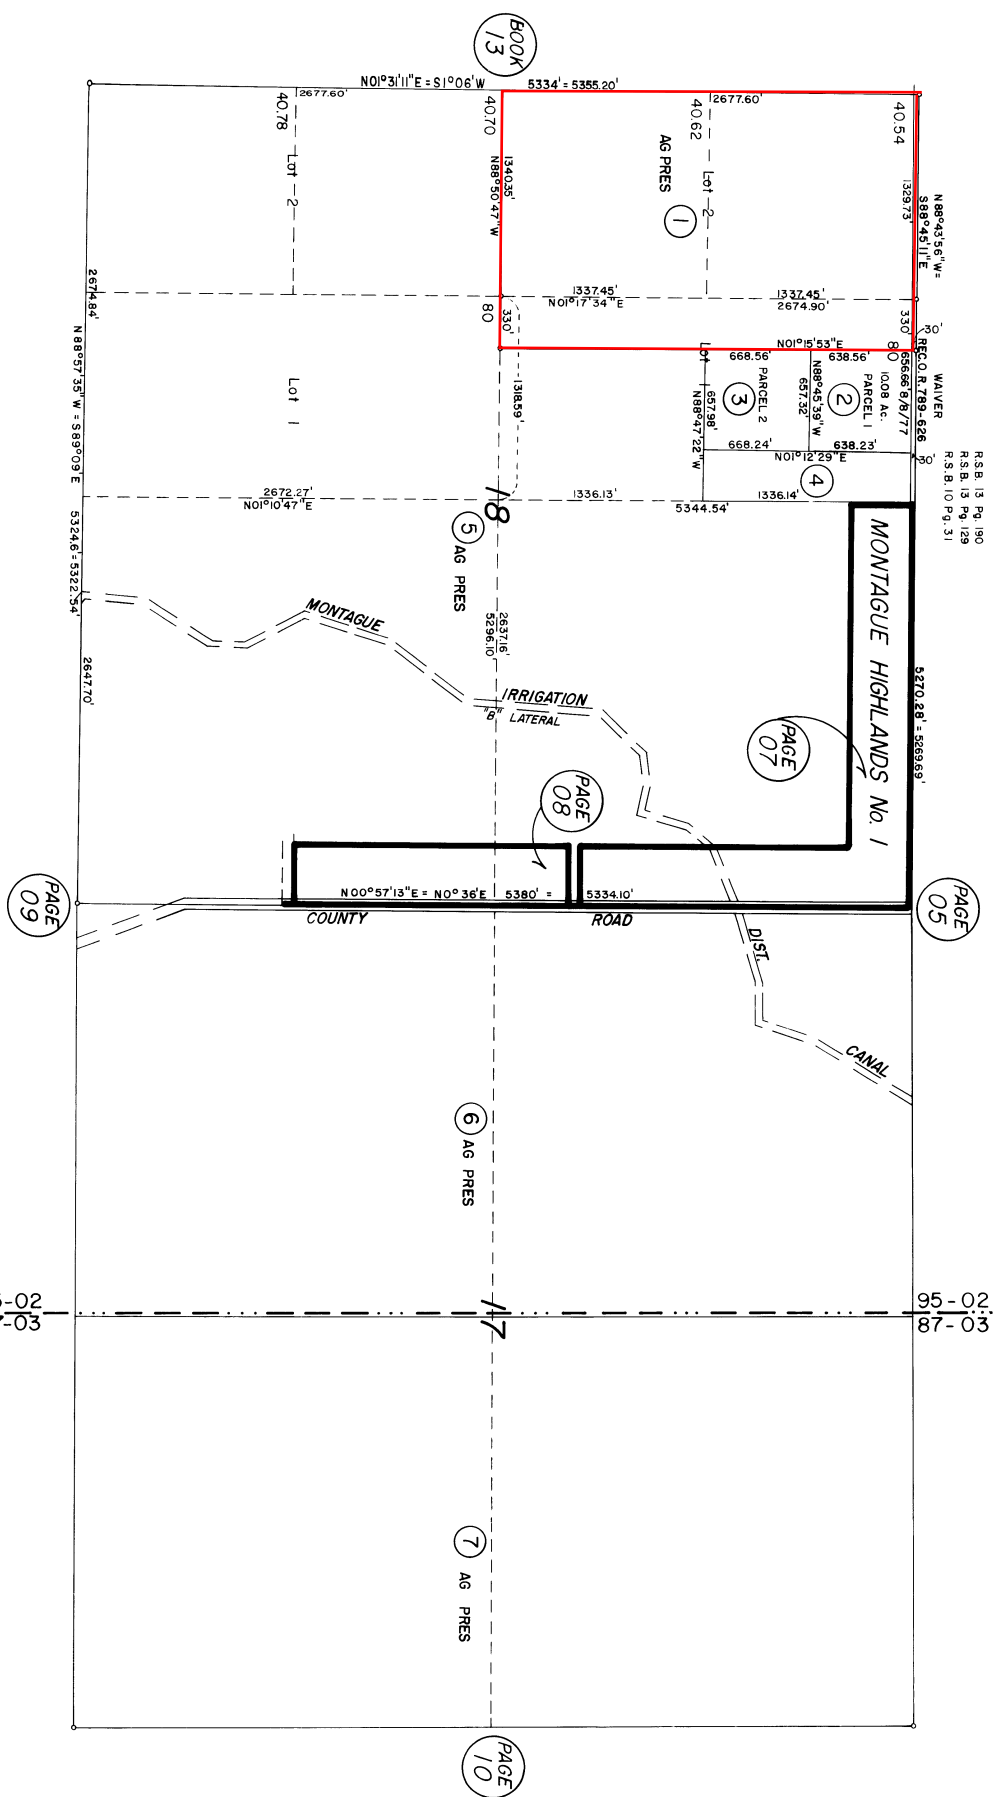 BOOK
13
N01°31'11"E = S1°06'W
5334' = 5355.20'
2677.60'
2677.60'
40.78
40.70
40.62
40.54
Lot 2
Lot 2
AG PRES
1
1340.35'
N88°50'47"W
1329.73'
N88°43'56"W=
S88°45'11"E
2674.84'
1337.45'
N01°17'34"E
1337.45'
2674.90'
80
330'
330'
30'
80
N01°15'53"E
656.66'
8/8/77
REC. O.R. 789-626
WAIVER
R.S.B. 13 Pg. 190
R.S.B. 13 Pg. 129
R.S.B. 10 Pg. 31
Lot 1
Lot 1
668.56'
638.56'
PARCEL 2
3
N88°45'39"W
657.32'
10.08 Ac.
PARCEL 1
2
657.98'
N88°47'22"W
668.24'
638.23'
N01°12'29"E
30'
4
1318.59'
N88°57'35"W = S89°09'E
5324.6' = 5322.54'
2672.27'
N01°10'47"E
1336.13'
1336.14'
5344.54'
18
5
AG PRES
MONTAGUE
IRRIGATION
"B" LATERAL
DIST.
CANAL
2637.16'
5296.10'
2647.70'
MONTAGUE HIGHLANDS No. 1
5270.28' = 5269.69'
PAGE
07
PAGE
08
N00°57'13"E = N0°36'E 5380' = 5334.10'
COUNTY ROAD
PAGE
09
PAGE
05
6
AG PRES
-02
-03
17
95-02
87-03
7
AG PRES
PAGE
10